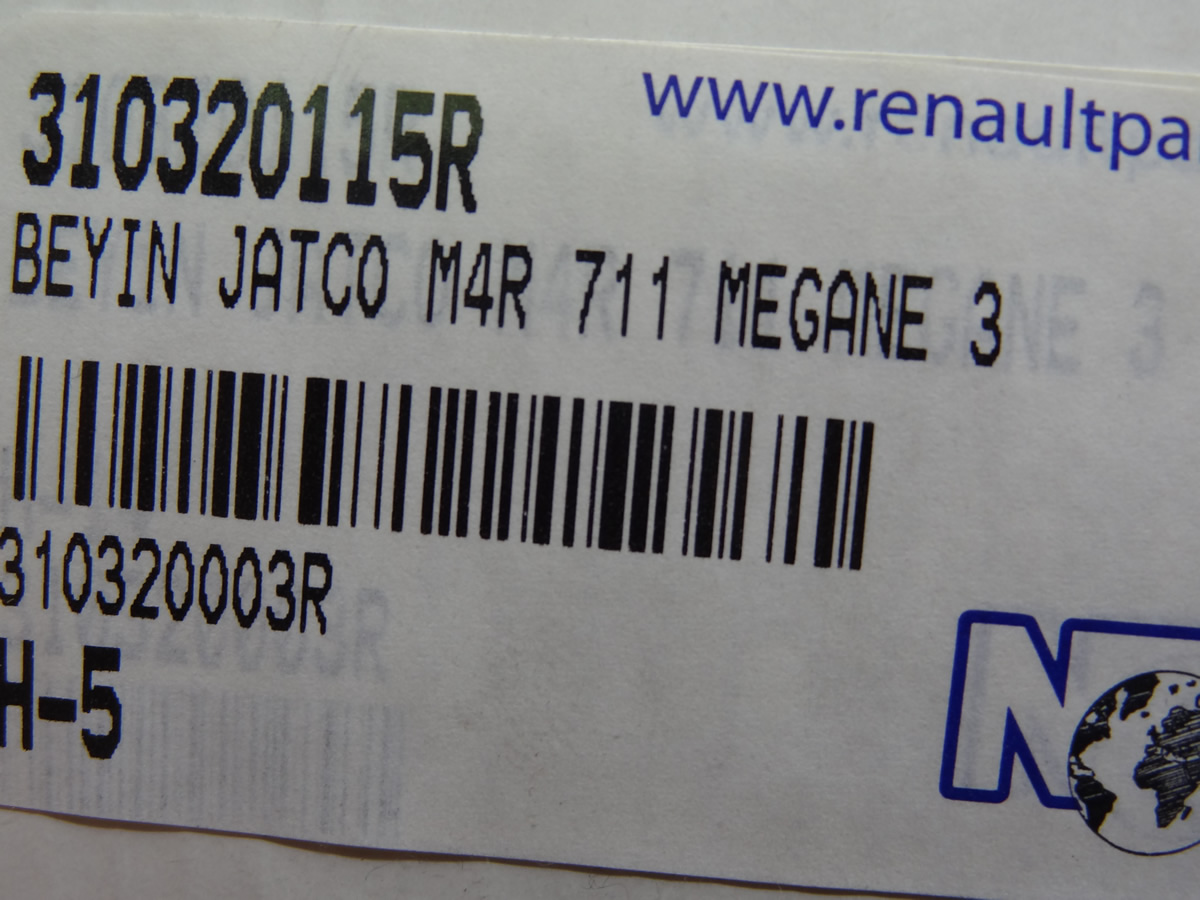 310320115R
www.renaultpa
BEYIN JATCO M4R 711 MEGANE 3
310320003R
H-5
N